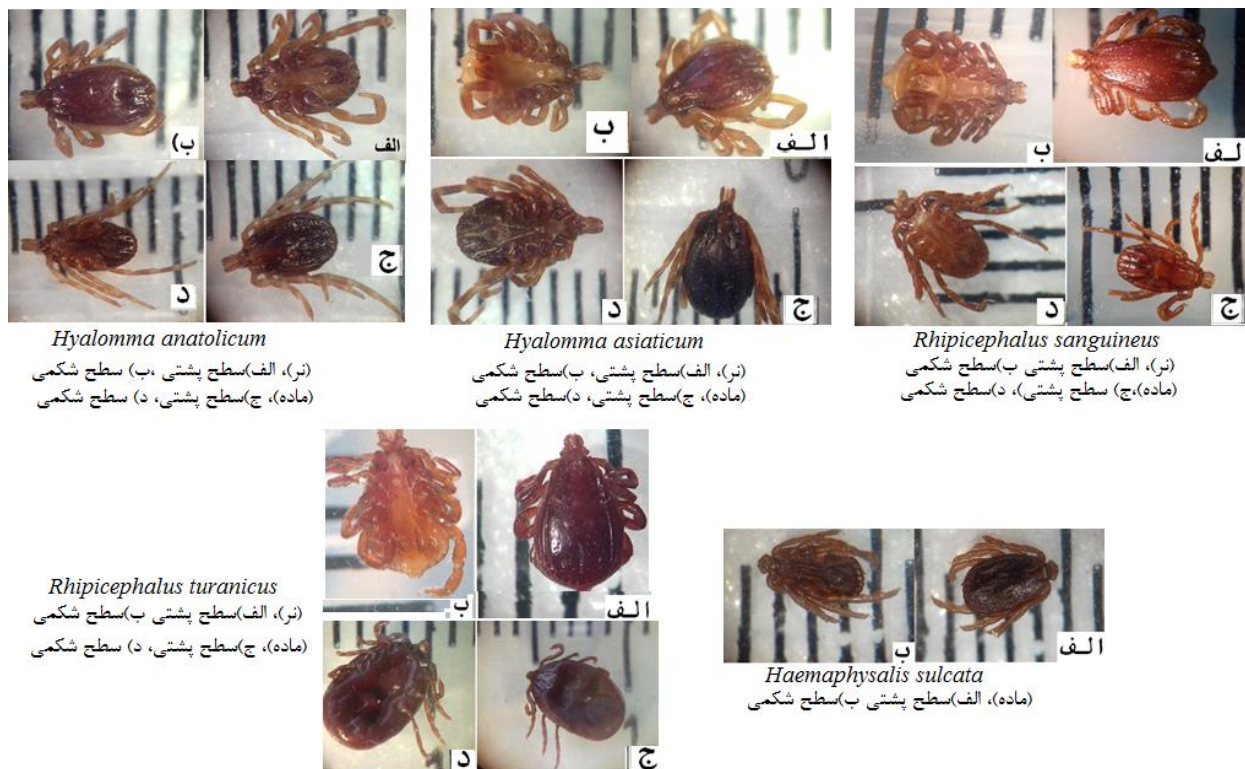 ب) الف
د ج
Hyalomma anatolicum
(نر)، الف)سطح پشتی ،ب) سطح شکمی
(ماده)، ج)سطح پشتی، د) سطح شکمی
ب الف
د ج
Hyalomma asiaticum
(نر)، الف)سطح پشتی، ب)سطح شکمی
(ماده)، ج)سطح پشتی، د)سطح شکمی
ب لف
د ج
Rhipicephalus sanguineus
(نر)، الف)سطح پشتی ب)سطح شکمی
(ماده)،ج) سطح پشتی)، د)سطح شکمی
ب الف
د ج
Rhipicephalus turanicus
(نر)، الف)سطح پشتی ب)سطح شکمی
(ماده)، ج)سطح پشتی، د) سطح شکمی
ب الف
Haemaphysalis sulcata
(ماده)، الف)سطح پشتی ب)سطح شکمی